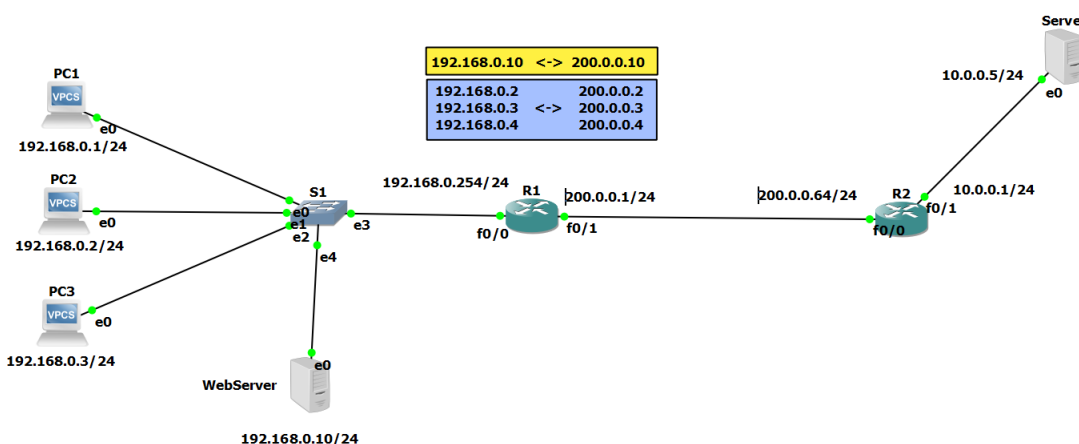 Server
192.168.0.10 <-> 200.0.0.10
10.0.0.5/24
e0
PC1
VPCS
e0
192.168.0.1/24
192.168.0.2 200.0.0.2
192.168.0.3 <-> 200.0.0.3
192.168.0.4 200.0.0.4
PC2
VPCS
e0
192.168.0.2/24
S1
e0
e1
e2
e3
e4
192.168.0.254/24
R1
f0/0
f0/1
200.0.0.1/24
200.0.0.64/24
R2
f0/0
f0/1
10.0.0.1/24
PC3
VPCS
e0
192.168.0.3/24
WebServer
e0
192.168.0.10/24